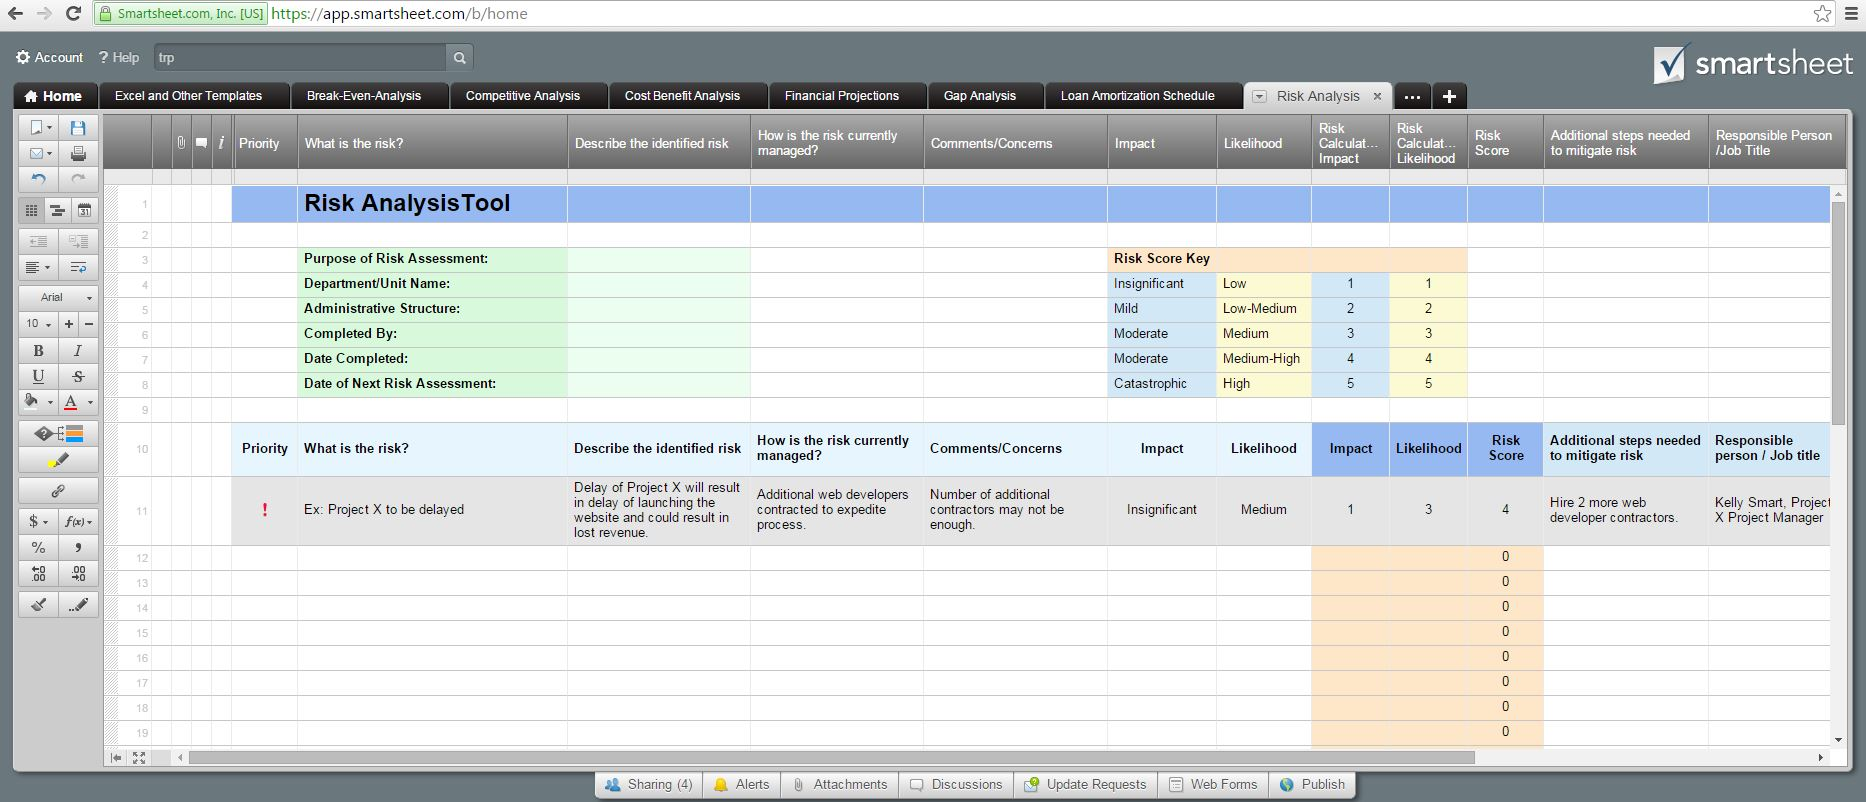 Smartsheet.com, Inc. [US] https://app.smartsheet.com/b/home
Account ? Help trp
smartsheet
Home Excel and Other Templates Break-Even-Analysis Competitive Analysis Cost Benefit Analysis Financial Projections Gap Analysis Loan Amortization Schedule Risk Analysis × ... +
i Priority What is the risk? Describe the identified risk How is the risk currently managed? Comments/Concerns Impact Likelihood Risk Calculat... Impact Risk Calculat... Likelihood Risk Score Additional steps needed to mitigate risk Responsible Person /Job Title
31
Arial
10 + −
B I
U S
A
$ f(x)
% ,
←0 .00 .00 →0
1 Risk AnalysisTool
2
3 Purpose of Risk Assessment: Risk Score Key
4 Department/Unit Name: Insignificant Low 1 1
5 Administrative Structure: Mild Low-Medium 2 2
6 Completed By: Moderate Medium 3 3
7 Date Completed: Moderate Medium-High 4 4
8 Date of Next Risk Assessment: Catastrophic High 5 5
9
10 Priority What is the risk? Describe the identified risk How is the risk currently managed? Comments/Concerns Impact Likelihood Impact Likelihood Risk Score Additional steps needed to mitigate risk Responsible person / Job title
11 ! Ex: Project X to be delayed Delay of Project X will result in delay of launching the website and could result in lost revenue. Additional web developers contracted to expedite process. Number of additional contractors may not be enough. Insignificant Medium 1 3 4 Hire 2 more web developer contractors. Kelly Smart, Project X Project Manager
12 0
13 0
14 0
15 0
16 0
17 0
18 0
19 0
Sharing (4) Alerts Attachments Discussions Update Requests Web Forms Publish